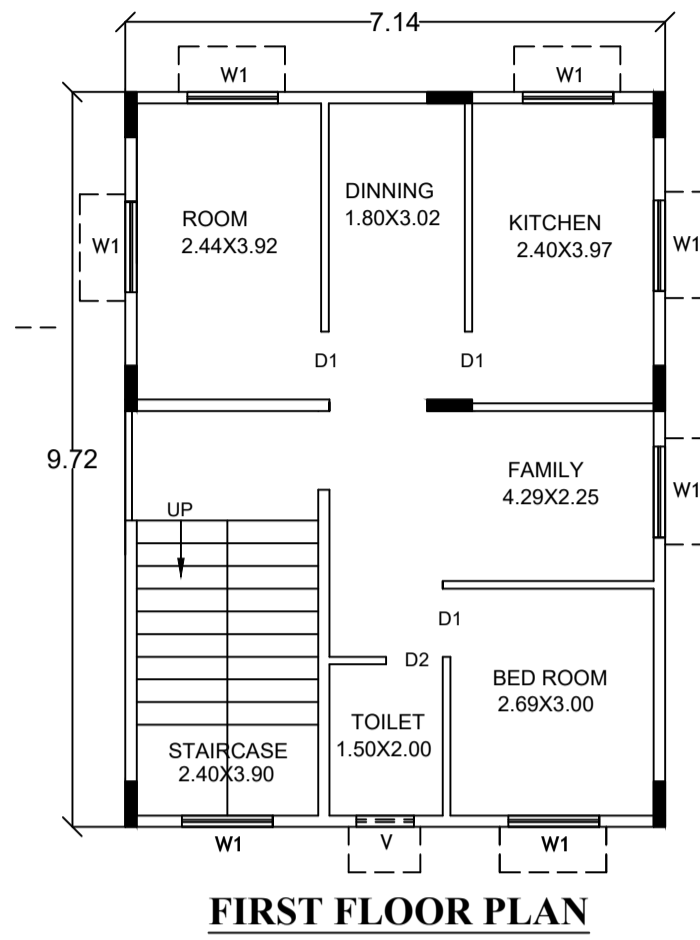 7.14
W1
W1
DINNING
1.80X3.02
ROOM
2.44X3.92
KITCHEN
2.40X3.97
W1
W1
D1
D1
9.72
FAMILY
4.29X2.25
W1
UP
D1
D2
BED ROOM
2.69X3.00
TOILET
1.50X2.00
STAIRCASE
2.40X3.90
W1
V
W1
FIRST FLOOR PLAN